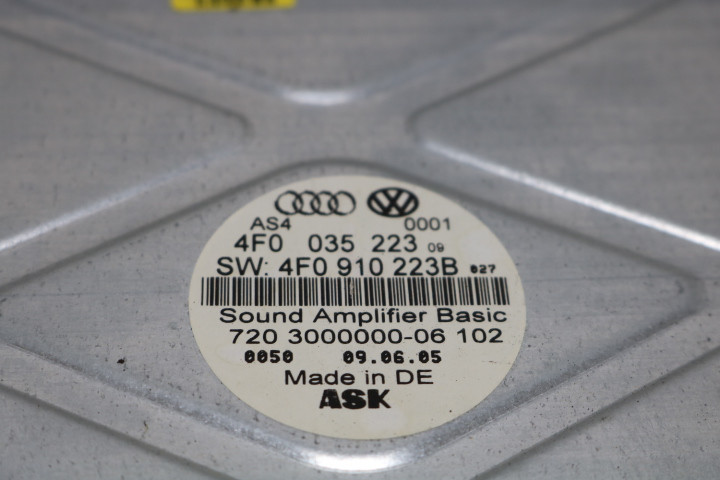 AS4 0001
4F0 035 223 09
SW: 4F0 910 223B 027
Sound Amplifier Basic
720 3000000-06 102
0050 09.06.05
Made in DE
ASK